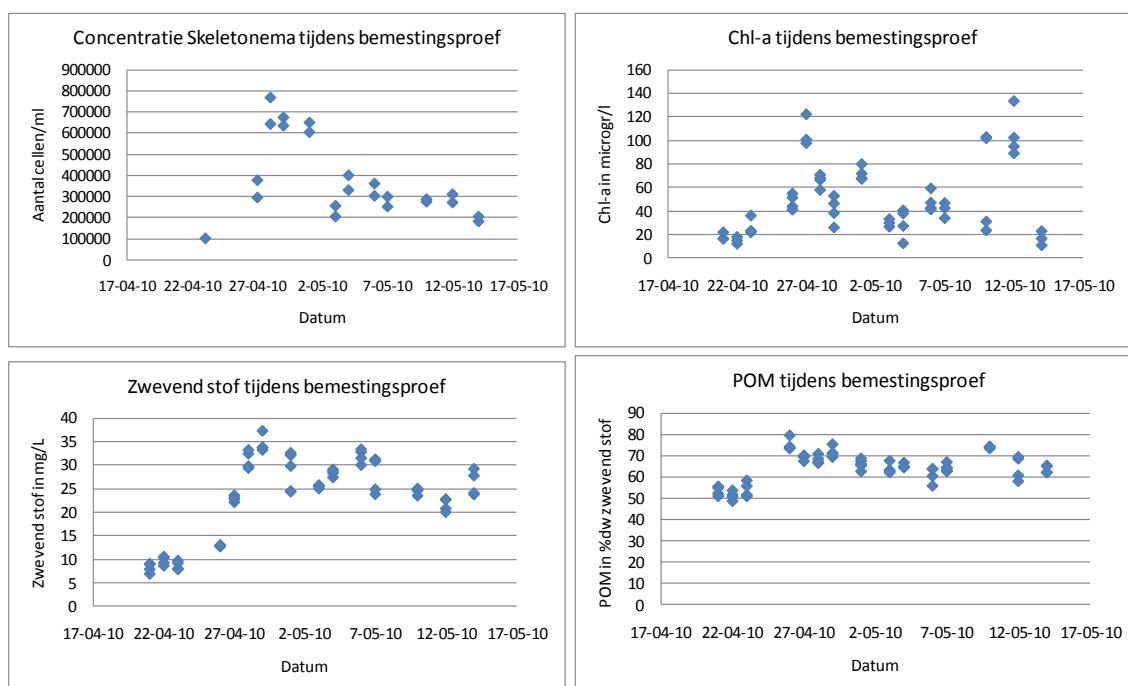 Concentratie Skeletonema tijdens bemestingsproef
Aantal cellen/ml
900000
800000
700000
600000
500000
400000
300000
200000
100000
0
17-04-10 22-04-10 27-04-10 2-05-10 7-05-10 12-05-10 17-05-10
Datum
Chl-a tijdens bemestingsproef
Chl-a in microgr/l
160
140
120
100
80
60
40
20
0
17-04-10 22-04-10 27-04-10 2-05-10 7-05-10 12-05-10 17-05-10
Datum
Zwevend stof tijdens bemestingsproef
Zwevend stof in mg/L
40
35
30
25
20
15
10
5
0
17-04-10 22-04-10 27-04-10 2-05-10 7-05-10 12-05-10 17-05-10
Datum
POM tijdens bemestingsproef
POM in %dw zwevend stof
90
80
70
60
50
40
30
20
10
0
17-04-10 22-04-10 27-04-10 2-05-10 7-05-10 12-05-10 17-05-10
Datum